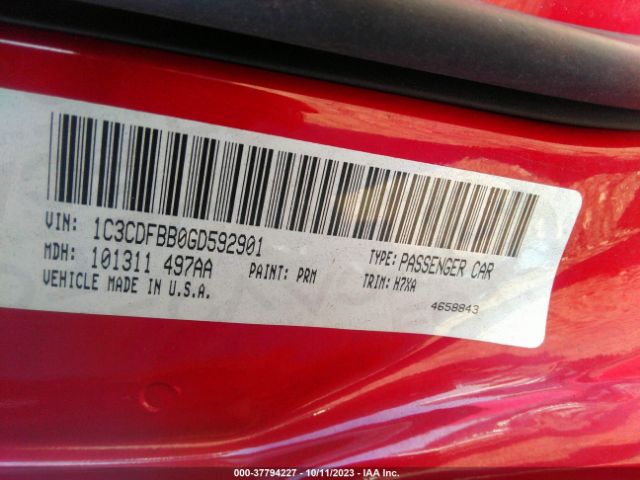 VIN: 1C3CDFBB0GD592901
TYPE: PASSENGER CAR
MDH: 101311 497AA PAINT: PRM TRIM: H7XA
VEHICLE MADE IN U.S.A.
4658843
000-37794227 - 10/11/2023 - IAA Inc.